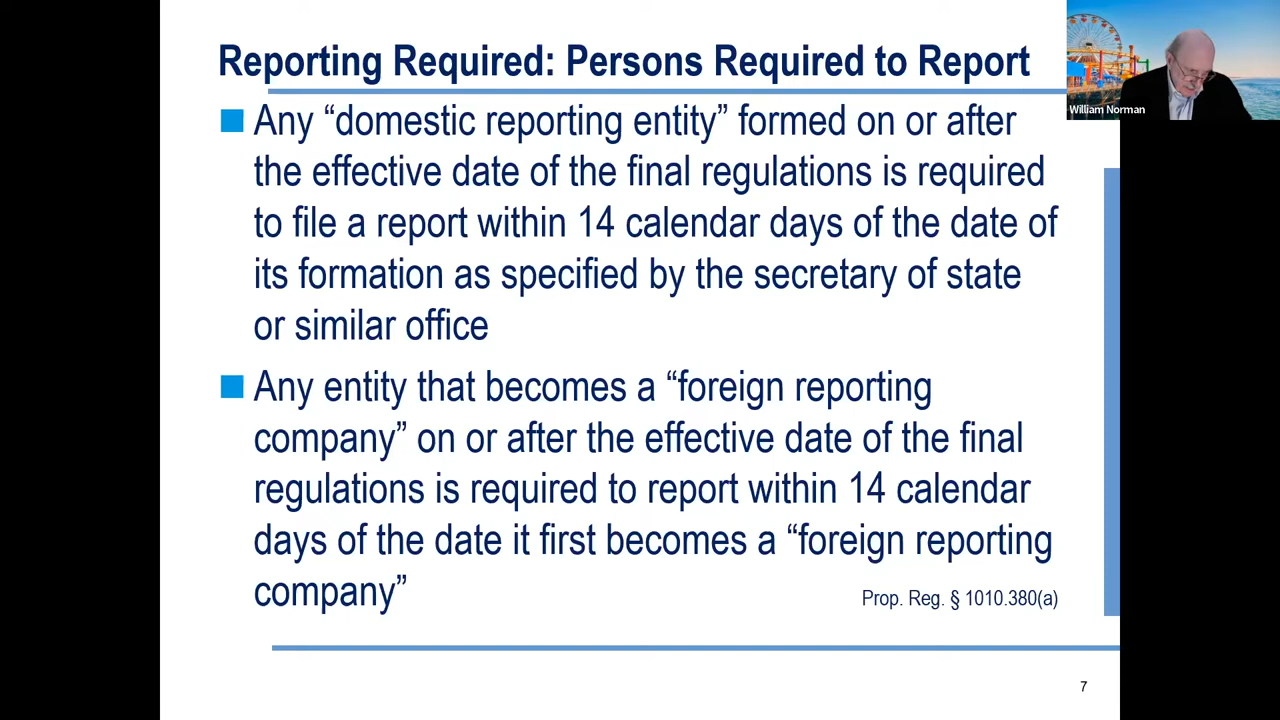 Reporting Required: Persons Required to Report
William Norman
Any “domestic reporting entity” formed on or after
the effective date of the final regulations is required
to file a report within 14 calendar days of the date of
its formation as specified by the secretary of state
or similar office
Any entity that becomes a “foreign reporting
company” on or after the effective date of the final
regulations is required to report within 14 calendar
days of the date it first becomes a “foreign reporting
company”
Prop. Reg. § 1010.380(a)
7